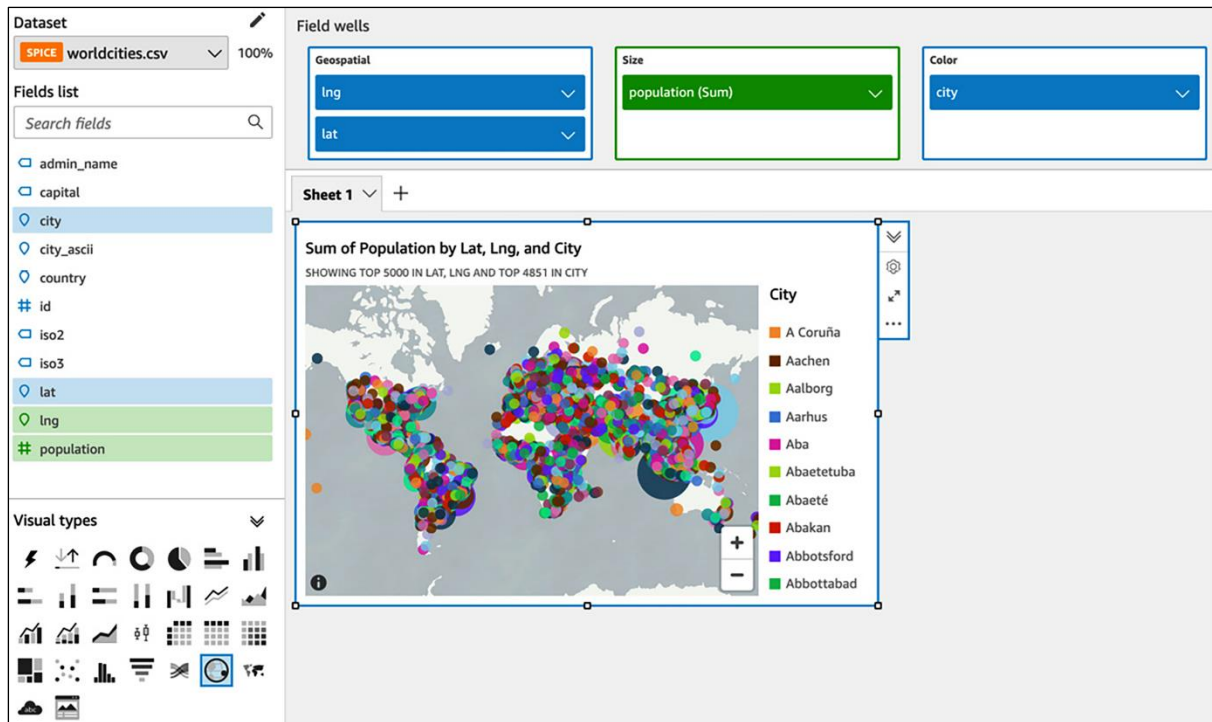 Dataset
SPICE worldcities.csv 100%
Fields list
Search fields
admin_name
capital
city
city_ascii
country
# id
iso2
iso3
lat
lng
# population
Visual types
abc
Field wells
Geospatial
lng
lat
Size
population (Sum)
Color
city
Sheet 1 +
Sum of Population by Lat, Lng, and City
SHOWING TOP 5000 IN LAT, LNG AND TOP 4851 IN CITY
City
A Coruña
Aachen
Aalborg
Aarhus
Aba
Abaetetuba
Abaeté
Abakan
Abbotsford
Abbottabad
+
−
i